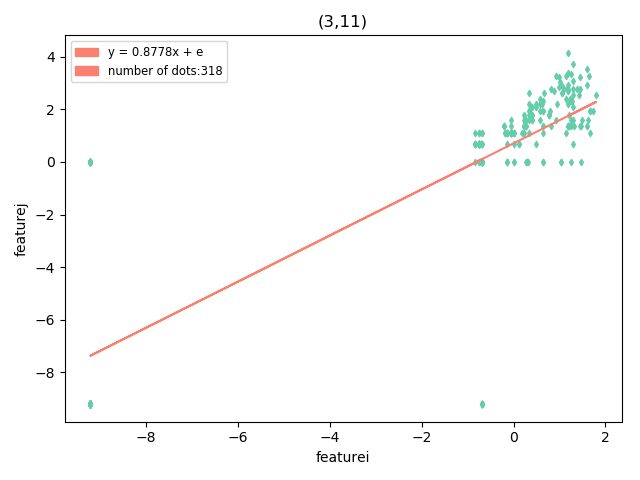 (3,11)
y = 0.8778x + e
number of dots:318
4
2
0
−2
−4
−6
−8
featurej
−8 −6 −4 −2 0 2
featurei